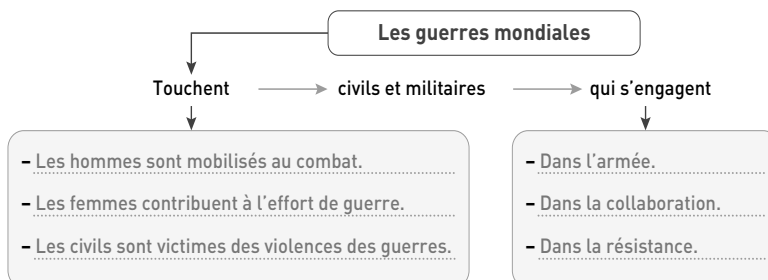 Les guerres mondiales
Touchent civils et militaires qui s’engagent
– Les hommes sont mobilisés au combat.
– Les femmes contribuent à l’effort de guerre.
– Les civils sont victimes des violences des guerres.
– Dans l’armée.
– Dans la collaboration.
– Dans la résistance.